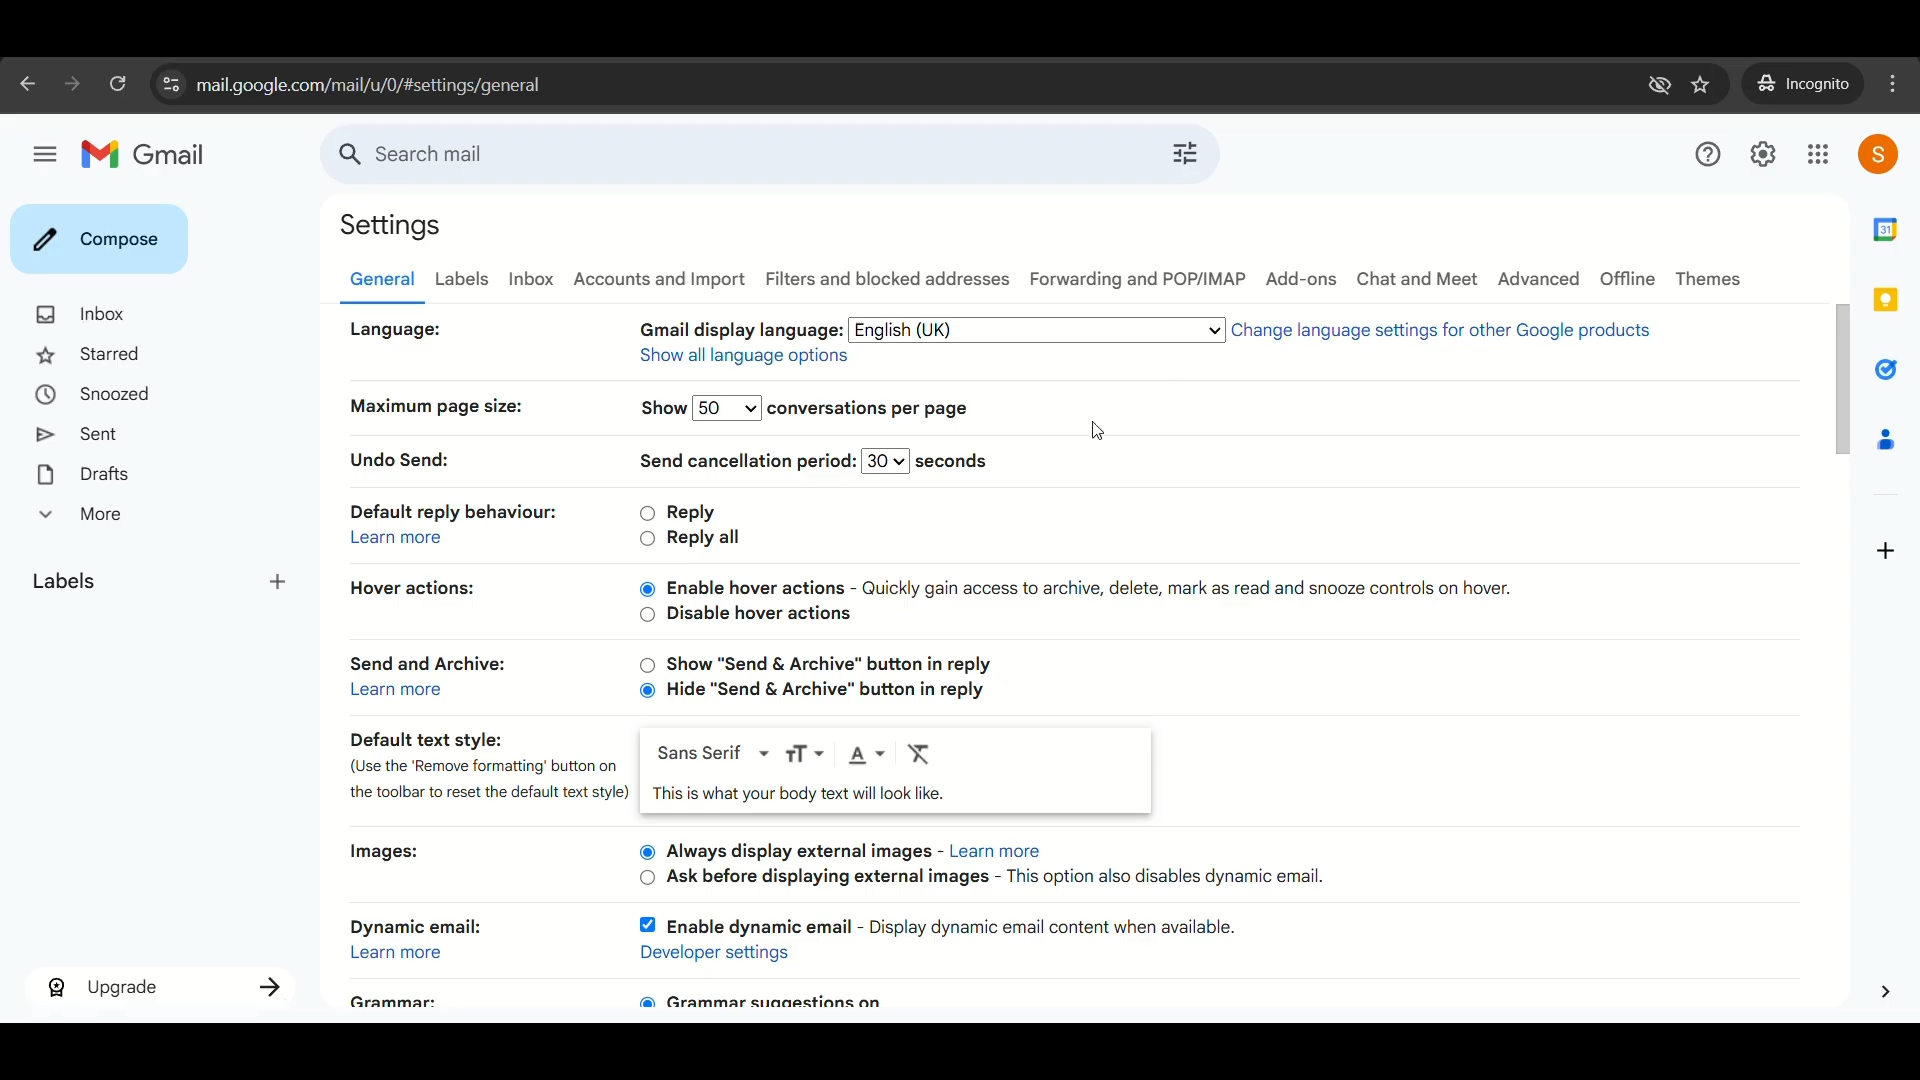 mail.google.com/mail/u/0/#settings/general
Incognito
Gmail
Search mail
S
Compose
Inbox
Starred
Snoozed
Sent
Drafts
More
Labels
Upgrade
Settings
General Labels Inbox Accounts and Import Filters and blocked addresses Forwarding and POP/IMAP Add-ons Chat and Meet Advanced Offline Themes
Language: Gmail display language: English (UK) Change language settings for other Google products
Show all language options
Maximum page size: Show 50 conversations per page
Undo Send: Send cancellation period: 30 seconds
Default reply behaviour: Reply
Learn more Reply all
Hover actions: Enable hover actions - Quickly gain access to archive, delete, mark as read and snooze controls on hover.
Disable hover actions
Send and Archive: Show "Send & Archive" button in reply
Learn more Hide "Send & Archive" button in reply
Default text style:
(Use the 'Remove formatting' button on
the toolbar to reset the default text style)
Sans Serif
This is what your body text will look like.
Images: Always display external images - Learn more
Ask before displaying external images - This option also disables dynamic email.
Dynamic email: Enable dynamic email - Display dynamic email content when available.
Learn more Developer settings
Grammar: Grammar suggestions on
31